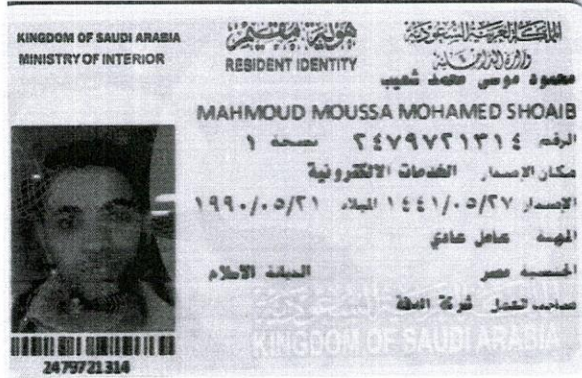 KINGDOM OF SAUDI ARABIA
MINISTRY OF INTERIOR
هوية مقيم
RESIDENT IDENTITY
المملكة العربية السعودية
وزارة الداخلية
محمود موسى محمد شعيب
MAHMOUD MOUSSA MOHAMED SHOAIB
الرقم ٢٤٧٩٧٢١٣١٤ نسخة ١
مكان الإصدار الخدمات الالكترونية
الإصدار ١٤٤١/٠٥/٢٧ الميلاد ١٩٩٠/٠٥/٢١
المهنة عامل عادي
الجنسية مصر الديانة الاسلام
صاحب العمل شركة
KINGDOM OF SAUDI ARABIA
2479721314